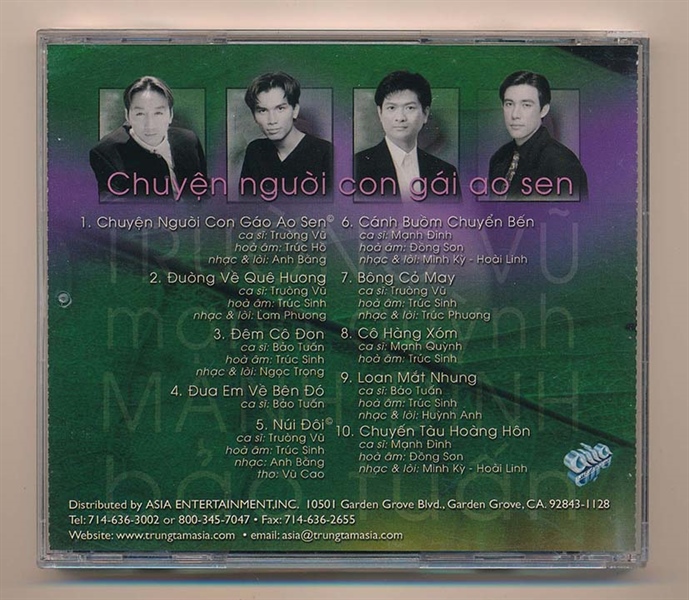 Chuyện người con gái ao sen
1. Chuyện Người Con Gáo Ao Sen©
ca sĩ: Trường Vũ
hoà âm: Trúc Hồ
nhạc & lời: Anh Bằng
2. Đường Về Quê Hương
ca sĩ: Trường Vũ
hoà âm: Trúc Sinh
nhạc & lời: Lam Phương
3. Đêm Cô Đơn
ca sĩ: Bảo Tuấn
hoà âm: Trúc Sinh
nhạc & lời: Ngọc Trọng
4. Đưa Em Về Bên Đó
ca sĩ: Bảo Tuấn
5. Núi Đôi©
ca sĩ: Trường Vũ
hoà âm: Trúc Sinh
nhạc: Anh Bằng
thơ: Vũ Cao
6. Cánh Buồm Chuyển Bến
ca sĩ: Mạnh Đình
hoà âm: Đồng Sơn
nhạc & lời: Minh Kỳ - Hoài Linh
7. Bông Cỏ May
ca sĩ: Trường Vũ
hoà âm: Trúc Sinh
nhạc & lời: Trúc Phương
8. Cô Hàng Xóm
ca sĩ: Mạnh Quỳnh
hoà âm: Trúc Sinh
9. Loan Mắt Nhung
ca sĩ: Bảo Tuấn
hoà âm: Trúc Sinh
nhạc & lời: Huỳnh Anh
10. Chuyến Tàu Hoàng Hôn
ca sĩ: Mạnh Đình
hoà âm: Đồng Sơn
nhạc & lời: Minh Kỳ - Hoài Linh
Distributed by ASIA ENTERTAINMENT,INC. 10501 Garden Grove Blvd., Garden Grove, CA. 92843-1128
Tel: 714-636-3002 or 800-345-7047 • Fax: 714-636-2655
Website: www.trungtamasia.com • email: asia@trungtamasia.com